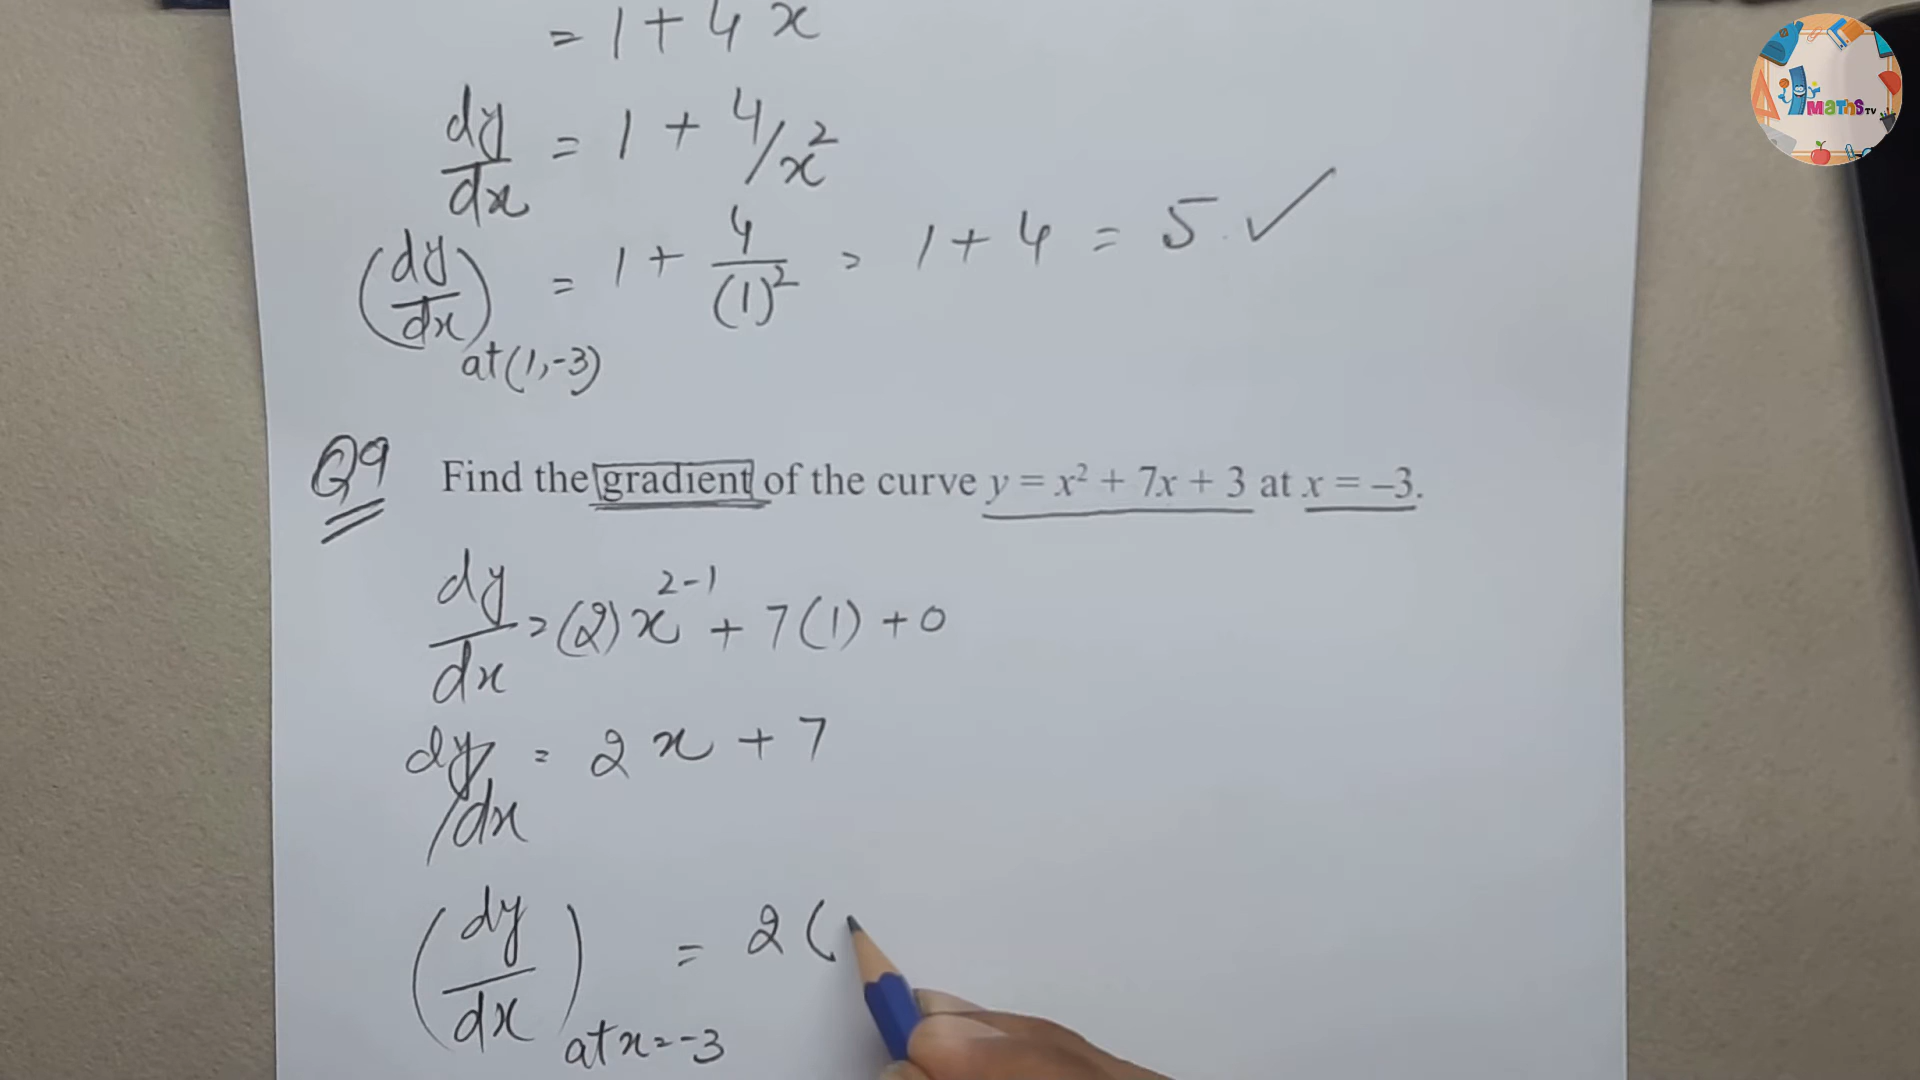 = 1 + 4x
dy/dx = 1 + 4/x²
(dy/dx) at (1, -3) = 1 + 4/(1)² = 1 + 4 = 5 ✓
Q9 Find the gradient of the curve y = x² + 7x + 3 at x = –3.
dy/dx = (2)x²⁻¹ + 7(1) + 0
dy/dx = 2x + 7
(dy/dx) at x = -3 = 2(
MATHS TV